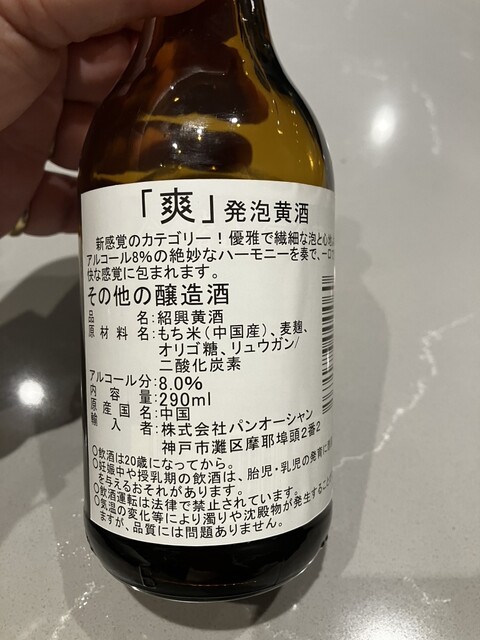 「爽」発泡黄酒
新感覚のカテゴリー！優雅で繊細な泡と心地
アルコール8%の絶妙なハーモニーを奏で、一口
快な感覚に包まれます。
その他の醸造酒
品名：紹興黄酒
原材料名：もち米（中国産）、麦麹、
オリゴ糖、リュウガン/
二酸化炭素
アルコール分：8.0%
内容量：290ml
原産国名：中国
輸入者：株式会社パンオーシャン
神戸市灘区摩耶埠頭2番2
○飲酒は20歳になってから。
○妊娠中や授乳期の飲酒は、胎児・乳児の発育に
を与えるおそれがあります。
○飲酒運転は法律で禁止されています。
○気温の変化等により濁りや沈殿物が発生すること
ますが、品質には問題ありません。